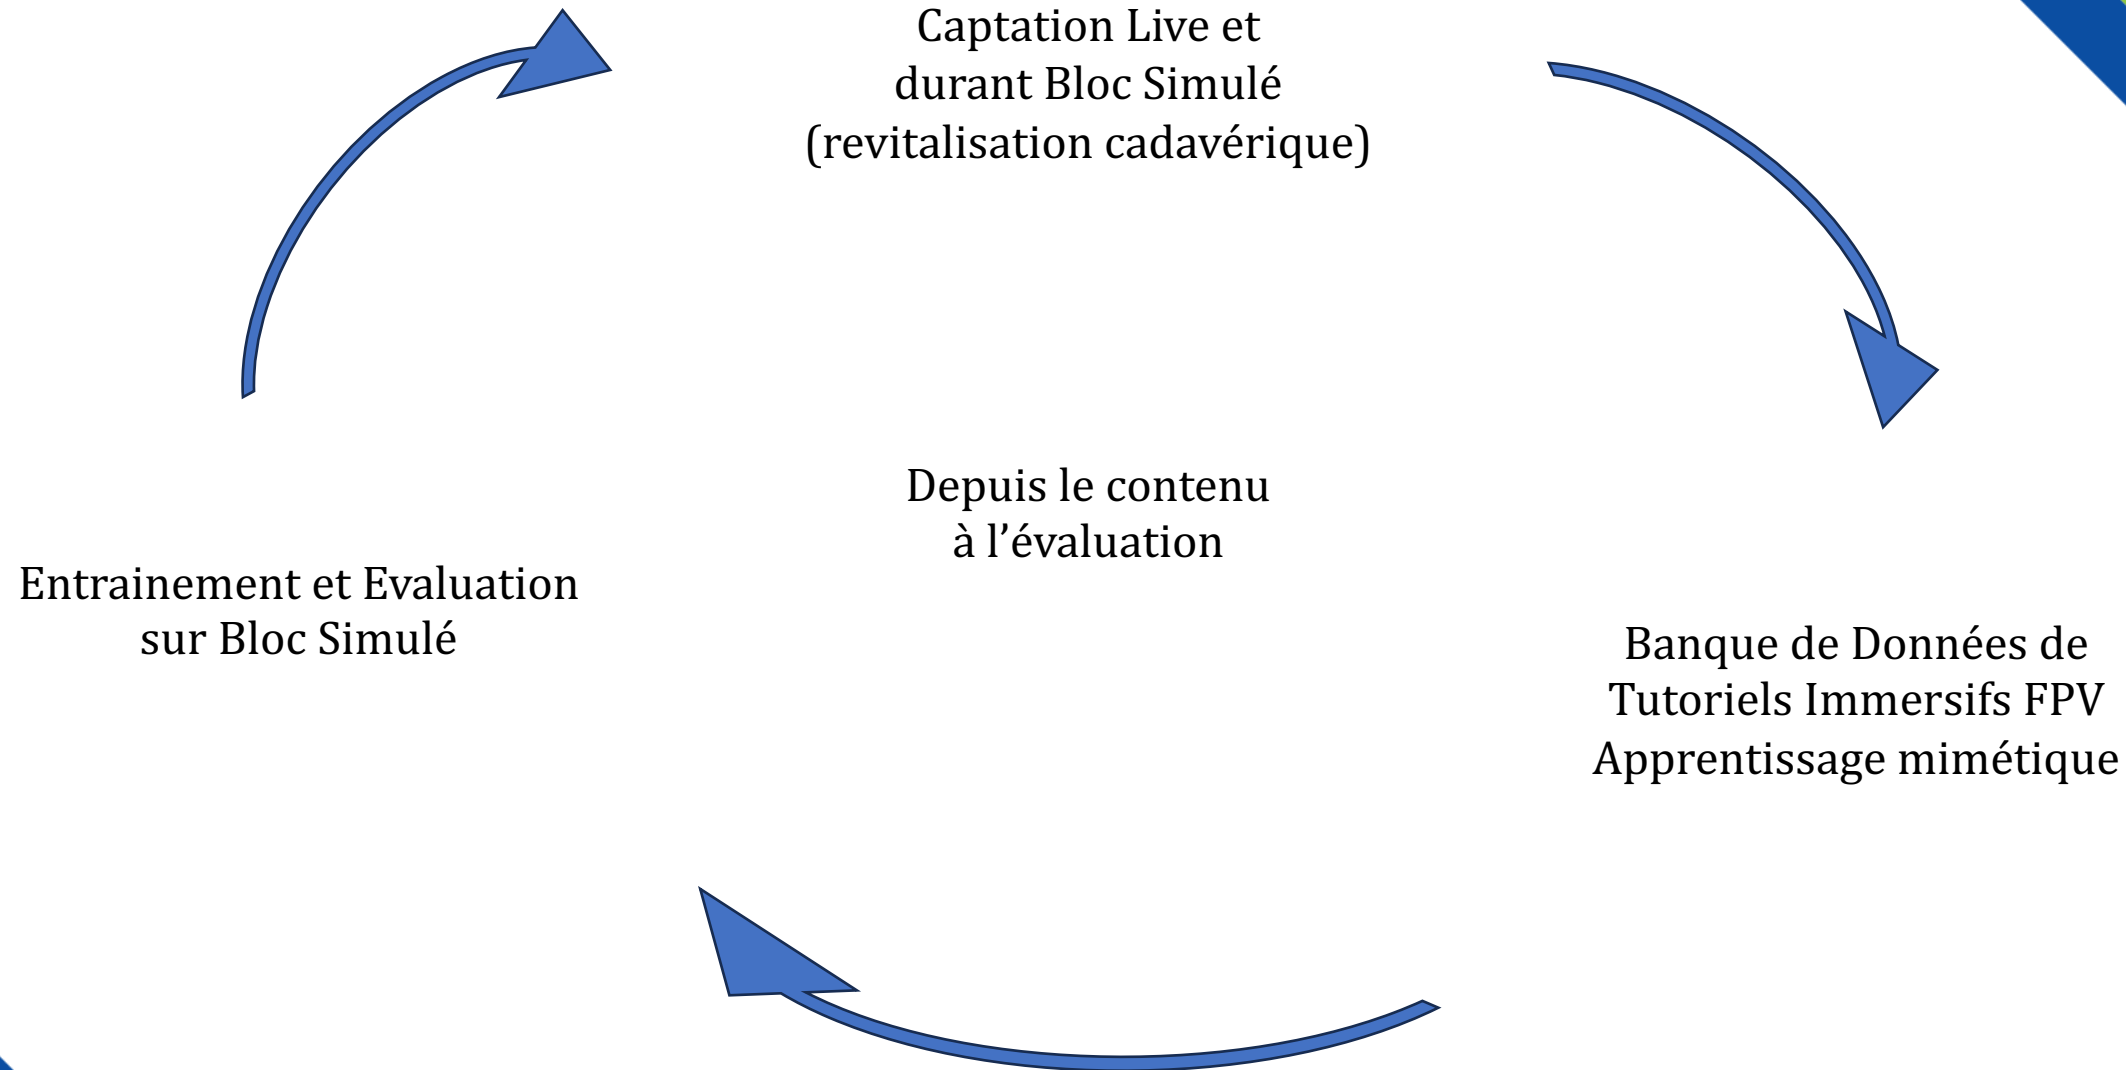 Captation Live et
durant Bloc Simulé
(revitalisation cadavérique)
Depuis le contenu
à l’évaluation
Entrainement et Evaluation
sur Bloc Simulé
Banque de Données de
Tutoriels Immersifs FPV
Apprentissage mimétique